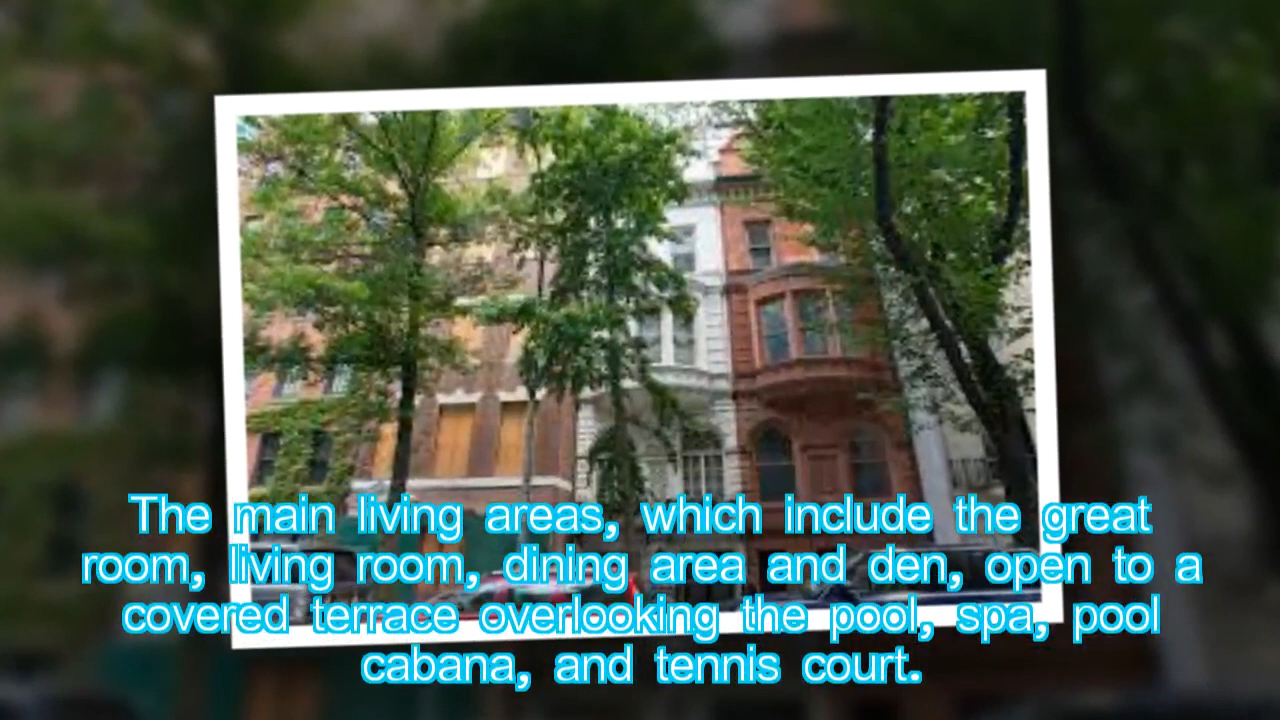 The main living areas, which include the great
room, living room, dining area and den, open to a
covered terrace overlooking the pool, spa, pool
cabana, and tennis court.